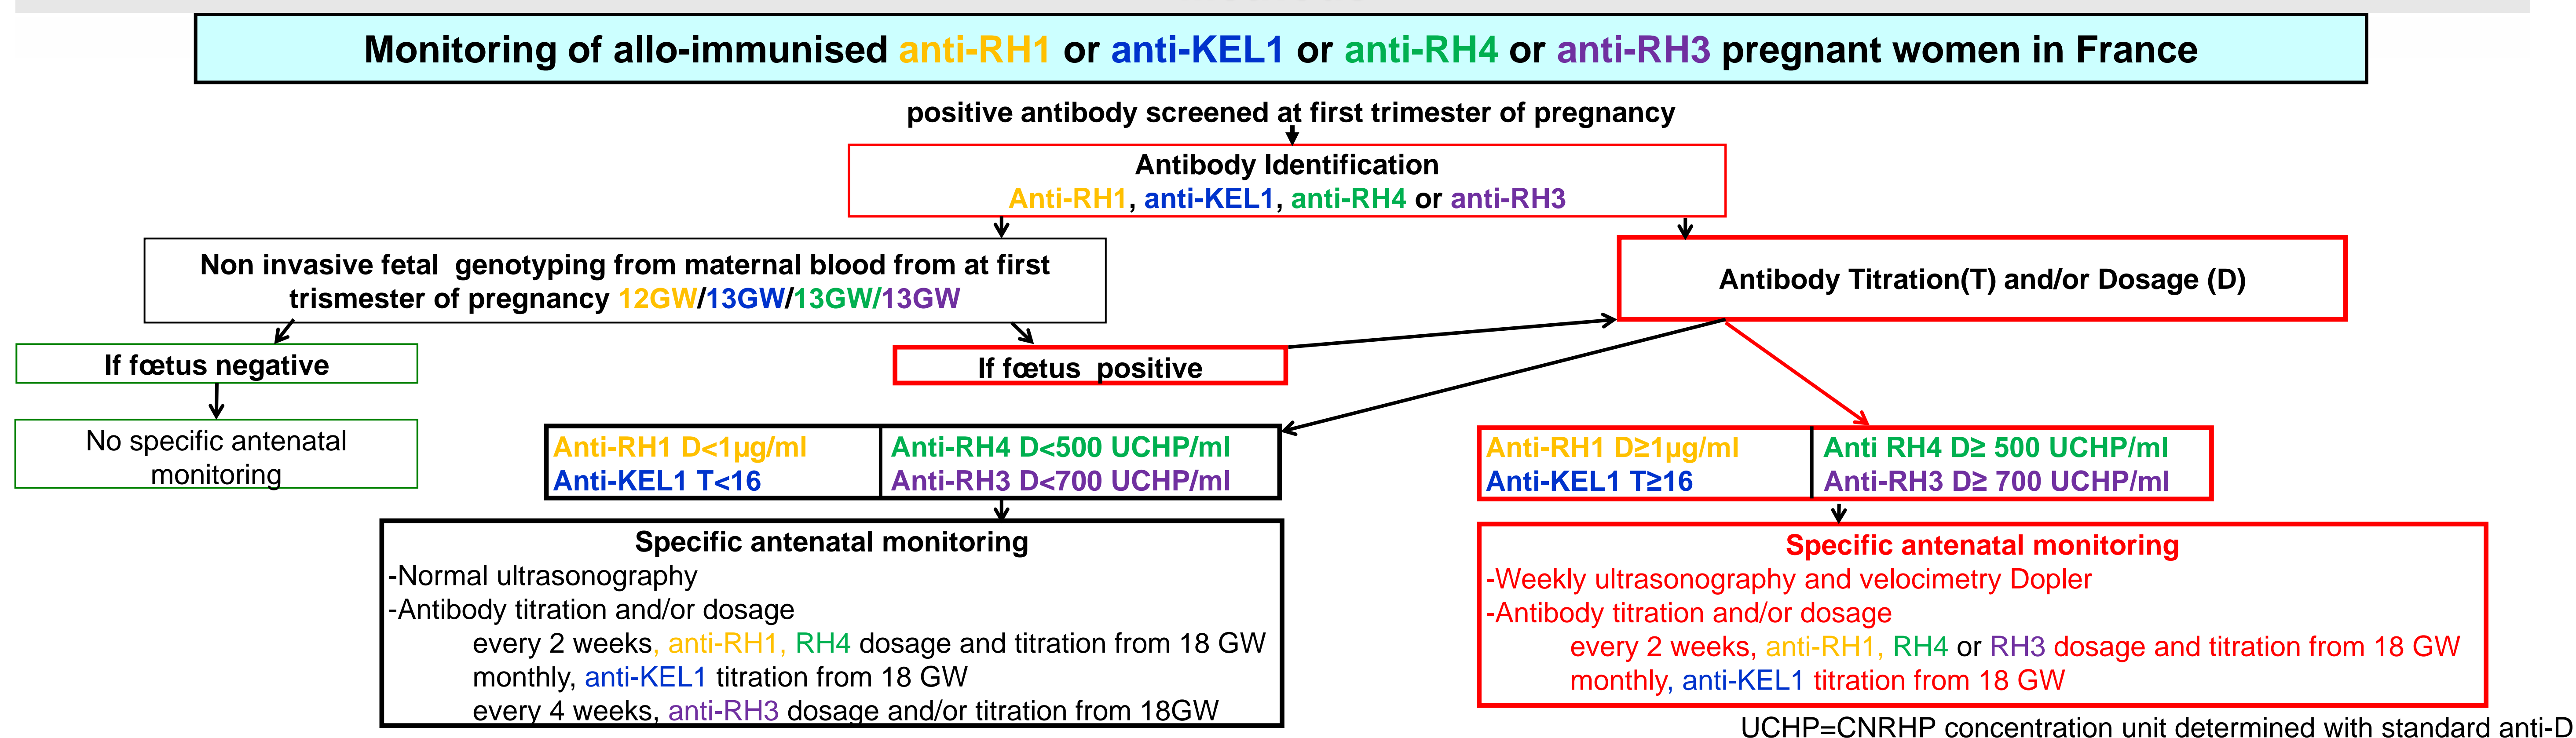 Monitoring of allo-immunised anti-RH1 or anti-KEL1 or anti-RH4 or anti-RH3 pregnant women in France
positive antibody screened at first trimester of pregnancy
Antibody Identification
Anti-RH1, anti-KEL1, anti-RH4 or anti-RH3
Non invasive fetal genotyping from maternal blood from at first
trismester of pregnancy 12GW/13GW/13GW/13GW
Antibody Titration(T) and/or Dosage (D)
If fœtus negative
If fœtus positive
No specific antenatal
monitoring
Anti-RH1 D<1µg/ml
Anti-KEL1 T<16
Anti-RH4 D<500 UCHP/ml
Anti-RH3 D<700 UCHP/ml
Anti-RH1 D≥1µg/ml
Anti-KEL1 T≥16
Anti RH4 D≥ 500 UCHP/ml
Anti-RH3 D≥ 700 UCHP/ml
Specific antenatal monitoring
-Normal ultrasonography
-Antibody titration and/or dosage
every 2 weeks, anti-RH1, RH4 dosage and titration from 18 GW
monthly, anti-KEL1 titration from 18 GW
every 4 weeks, anti-RH3 dosage and/or titration from 18GW
Specific antenatal monitoring
-Weekly ultrasonography and velocimetry Dopler
-Antibody titration and/or dosage
every 2 weeks, anti-RH1, RH4 or RH3 dosage and titration from 18 GW
monthly, anti-KEL1 titration from 18 GW
UCHP=CNRHP concentration unit determined with standard anti-D